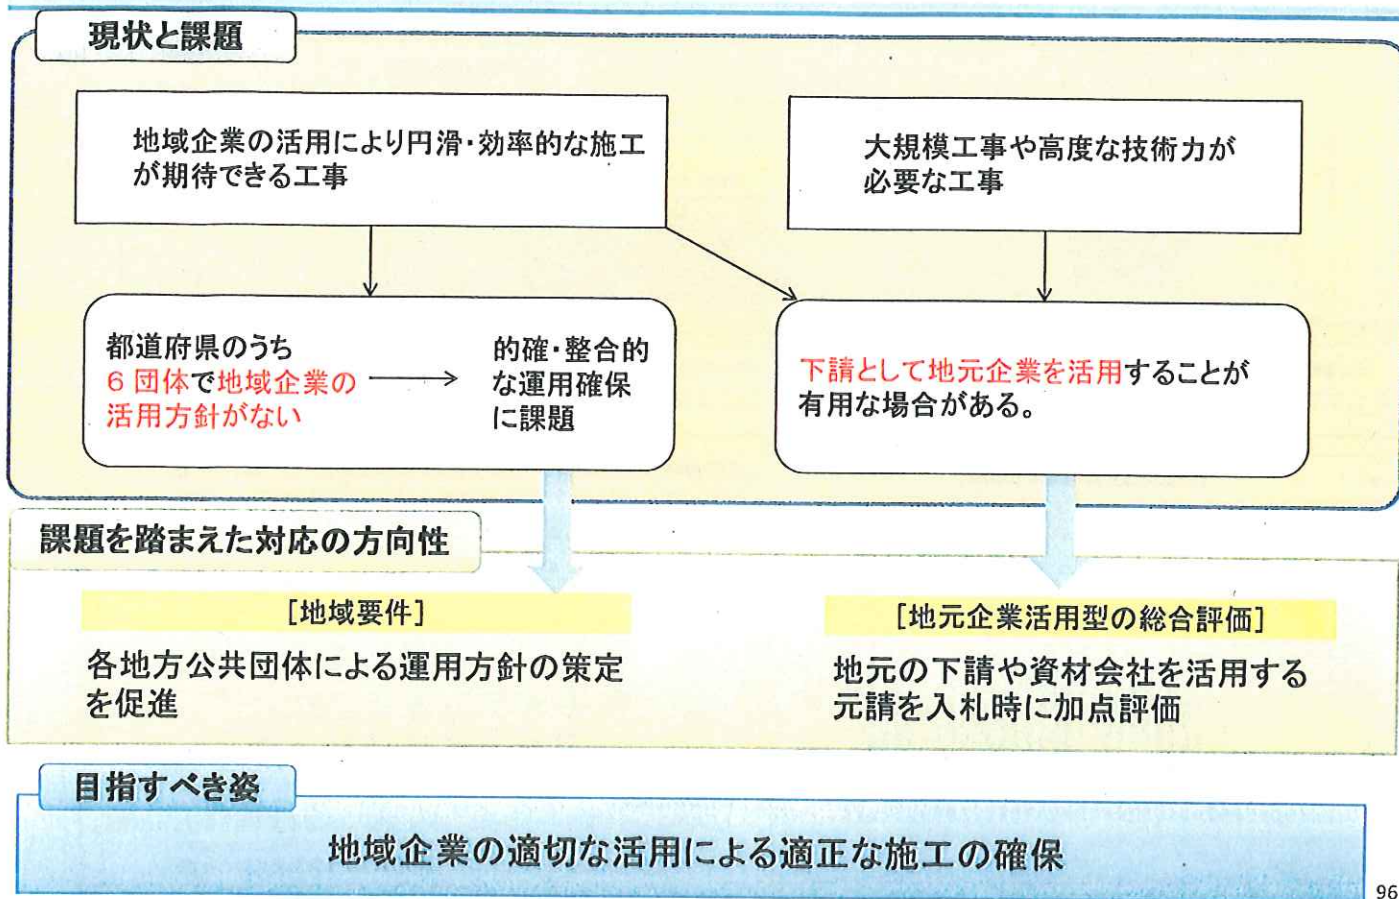 現状と課題
地域企業の活用により円滑・効率的な施工
が期待できる工事
大規模工事や高度な技術力が
必要な工事
都道府県のうち
6団体で地域企業の
活用方針がない
的確・整合的
な運用確保
に課題
下請として地元企業を活用することが
有用な場合がある。
課題を踏まえた対応の方向性
[地域要件]
各地方公共団体による運用方針の策定
を促進
[地元企業活用型の総合評価]
地元の下請や資材会社を活用する
元請を入札時に加点評価
目指すべき姿
地域企業の適切な活用による適正な施工の確保
96